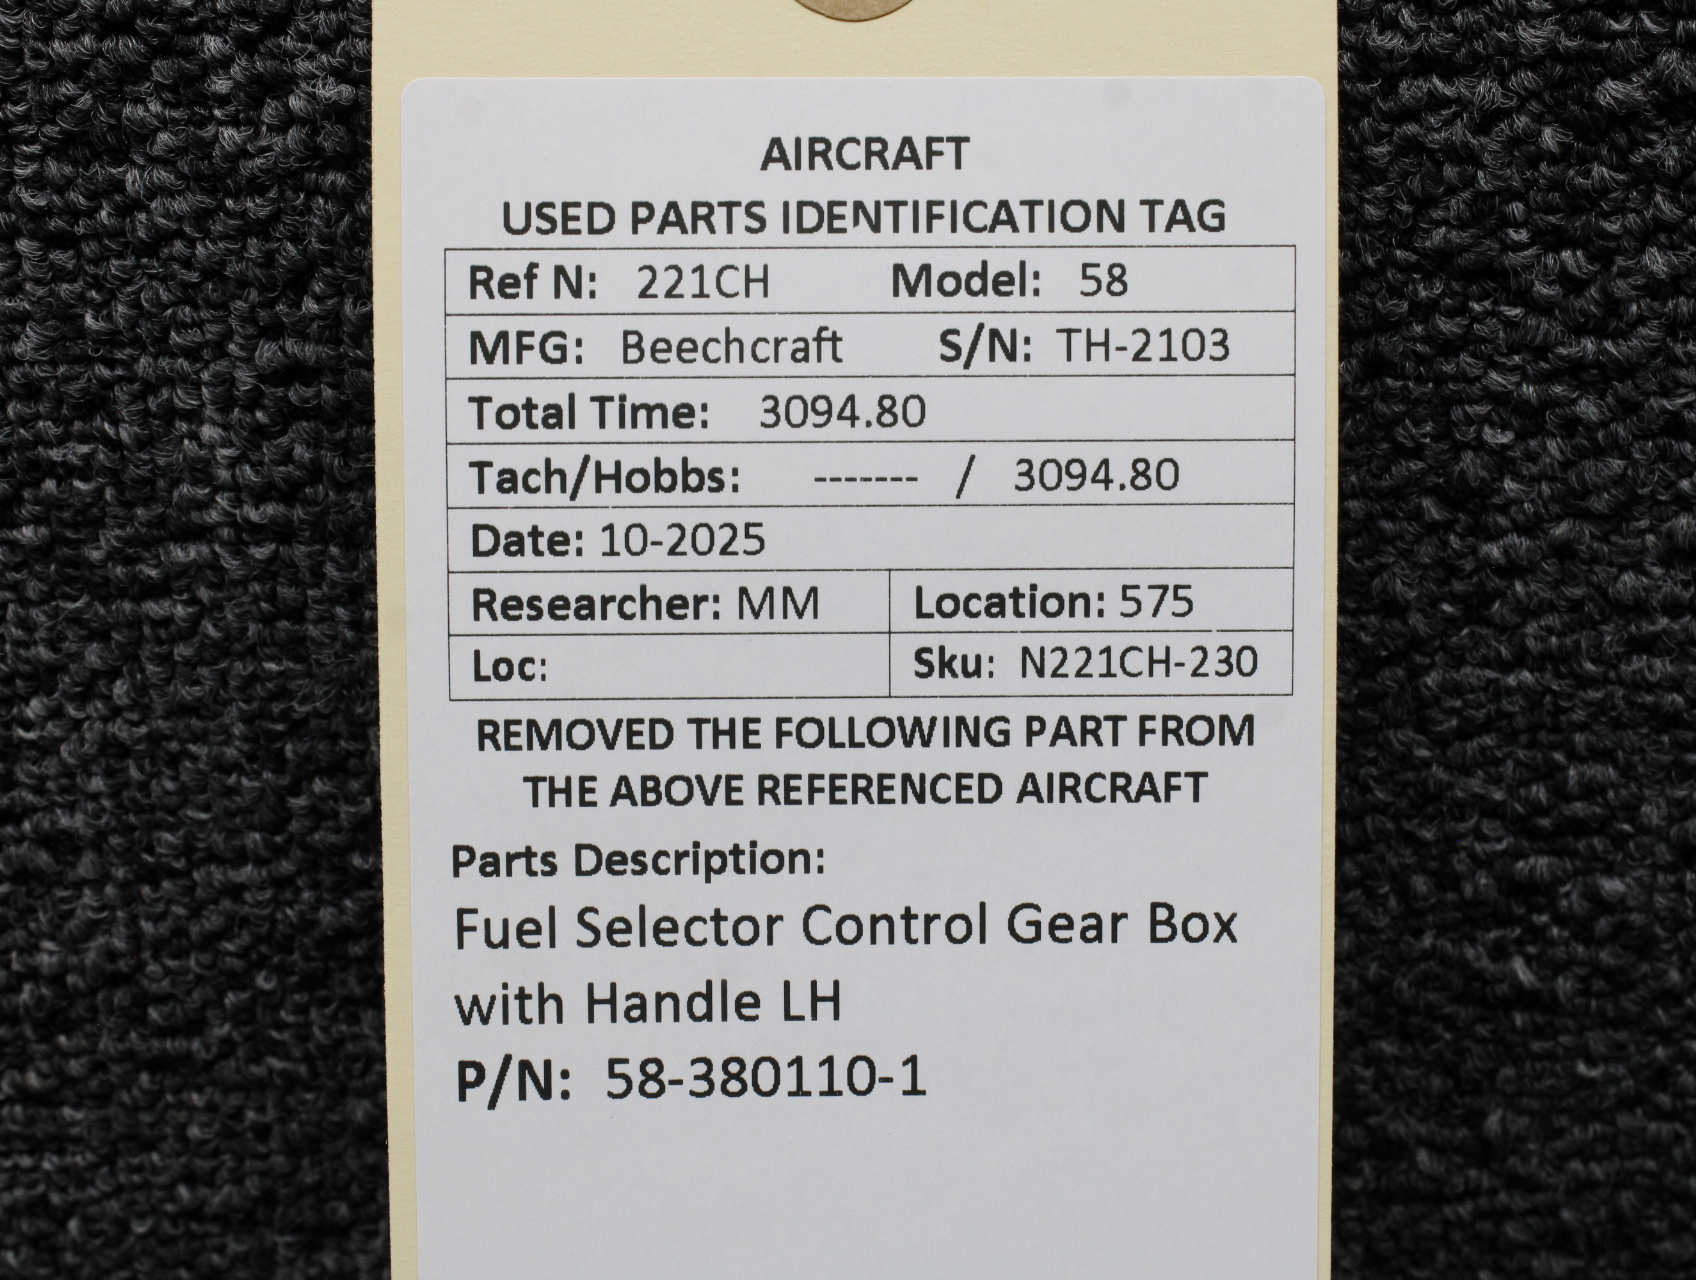 AIRCRAFT
USED PARTS IDENTIFICATION TAG
Ref N: 221CH Model: 58
MFG: Beechcraft S/N: TH-2103
Total Time: 3094.80
Tach/Hobbs: ------- / 3094.80
Date: 10-2025
Researcher: MM Location: 575
Loc: Sku: N221CH-230
REMOVED THE FOLLOWING PART FROM
THE ABOVE REFERENCED AIRCRAFT
Parts Description:
Fuel Selector Control Gear Box
with Handle LH
P/N: 58-380110-1